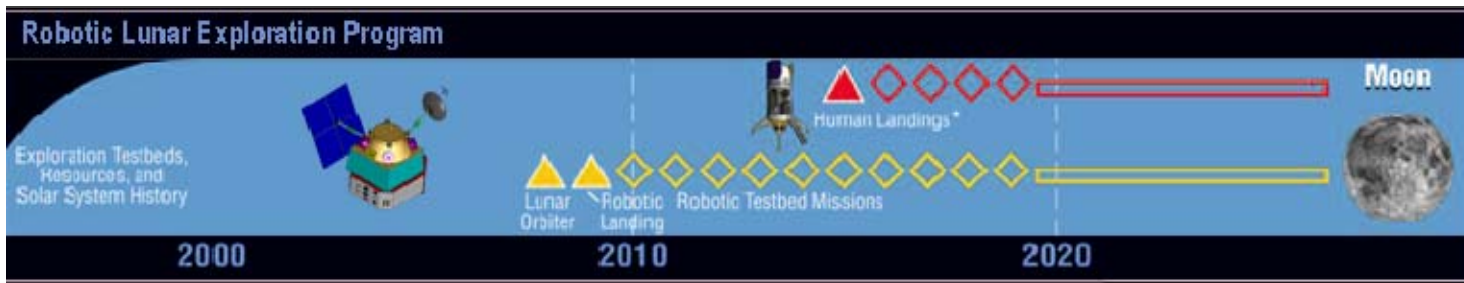 Robotic Lunar Exploration Program
Moon
Human Landings*
Exploration Testbeds,
Resources, and
Solar System History
Lunar
Orbiter
Robotic
Landing
Robotic Testbed Missions
2000
2010
2020